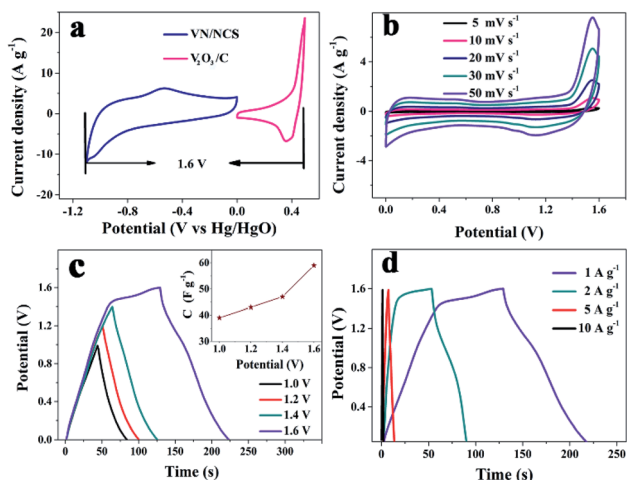 a
VN/NCS
V2O3/C
Current density (A g-1)
20
10
0
-10
-20
1.6 V
-1.2
-0.6
0.0
0.4
Potential (V vs Hg/HgO)
b
5 mV s-1
10 mV s-1
20 mV s-1
30 mV s-1
50 mV s-1
Current density (A g-1)
8
4
0
-4
0.0
0.4
0.8
1.2
1.6
Potential (V)
c
Potential (V)
1.8
1.2
0.6
0.0
C (F g-1)
60
50
40
30
1.0
1.2
1.4
1.6
Potential (V)
1.0 V
1.2 V
1.4 V
1.6 V
0
50
100
150
200
250
300
Time (s)
d
1 A g-1
2 A g-1
5 A g-1
10 A g-1
Potential (V)
1.6
1.2
0.8
0.4
0
50
100
150
200
250
Time (s)